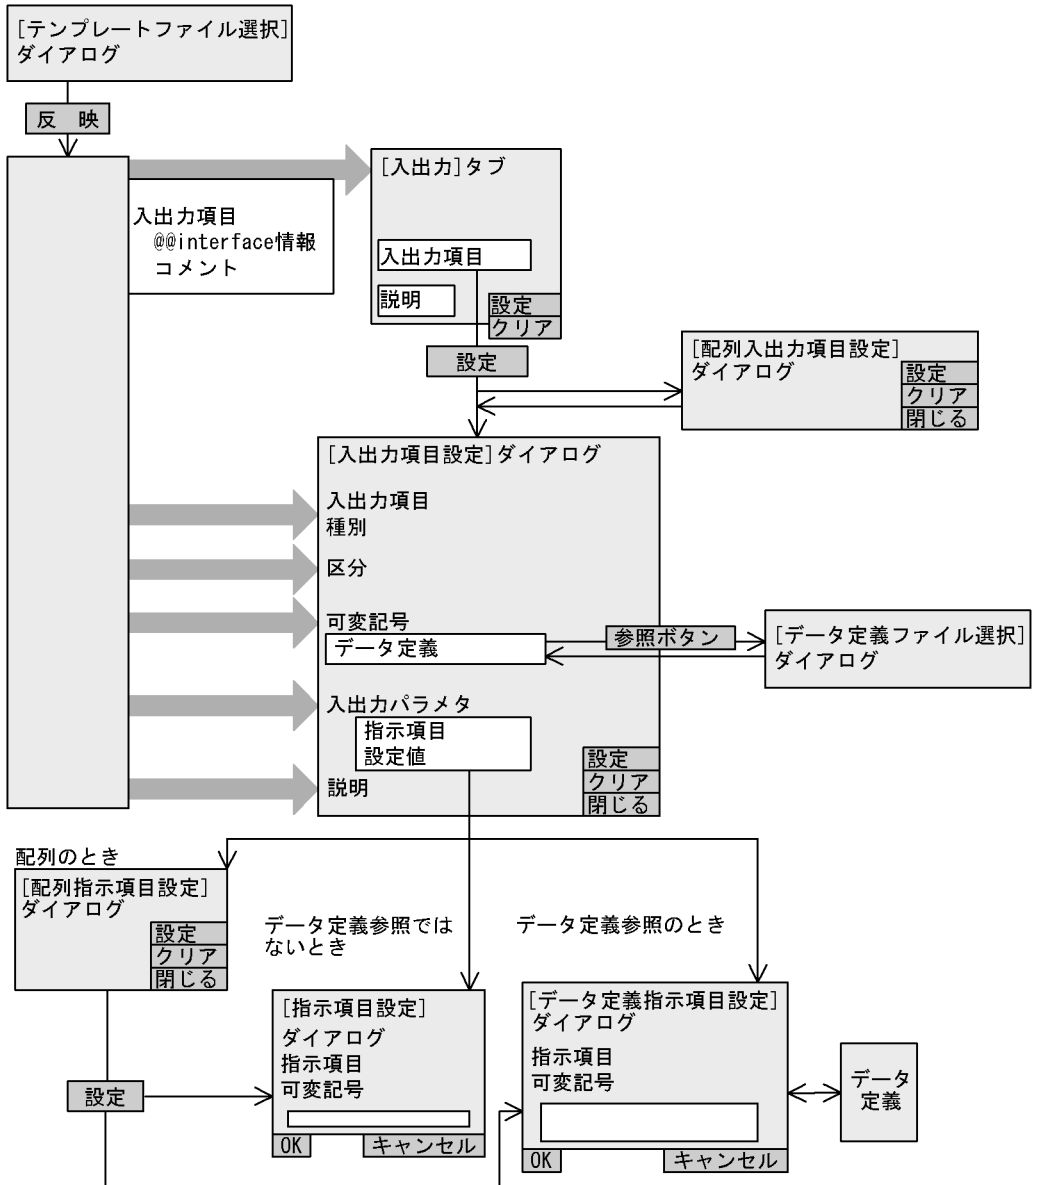 [テンプレートファイル選択]
ダイアログ
反　映
入出力項目
@@interface情報
コメント
[入出力]タブ
入出力項目
説明
設定
クリア
設定
[配列入出力項目設定]
ダイアログ
設定
クリア
閉じる
[入出力項目設定]ダイアログ
入出力項目
種別
区分
可変記号
データ定義
参照ボタン
[データ定義ファイル選択]
ダイアログ
入出力パラメタ
指示項目
設定値
説明
設定
クリア
閉じる
配列のとき
[配列指示項目設定]
ダイアログ
設定
クリア
閉じる
データ定義参照では
ないとき
データ定義参照のとき
[指示項目設定]
ダイアログ
指示項目
可変記号
OK
キャンセル
[データ定義指示項目設定]
ダイアログ
指示項目
可変記号
OK
キャンセル
データ
定義
設定